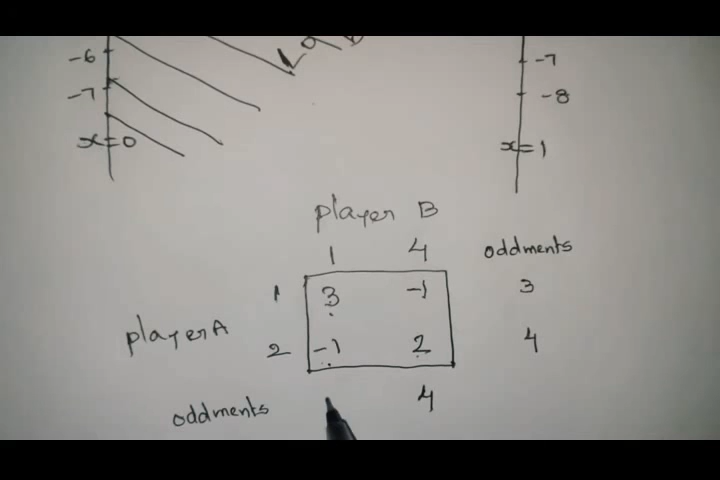 -6
-7
-7
-8
x=0
x=1
player B
1 4 oddments
1 3 -1 3
player A
2 -1 2 4
oddments 4